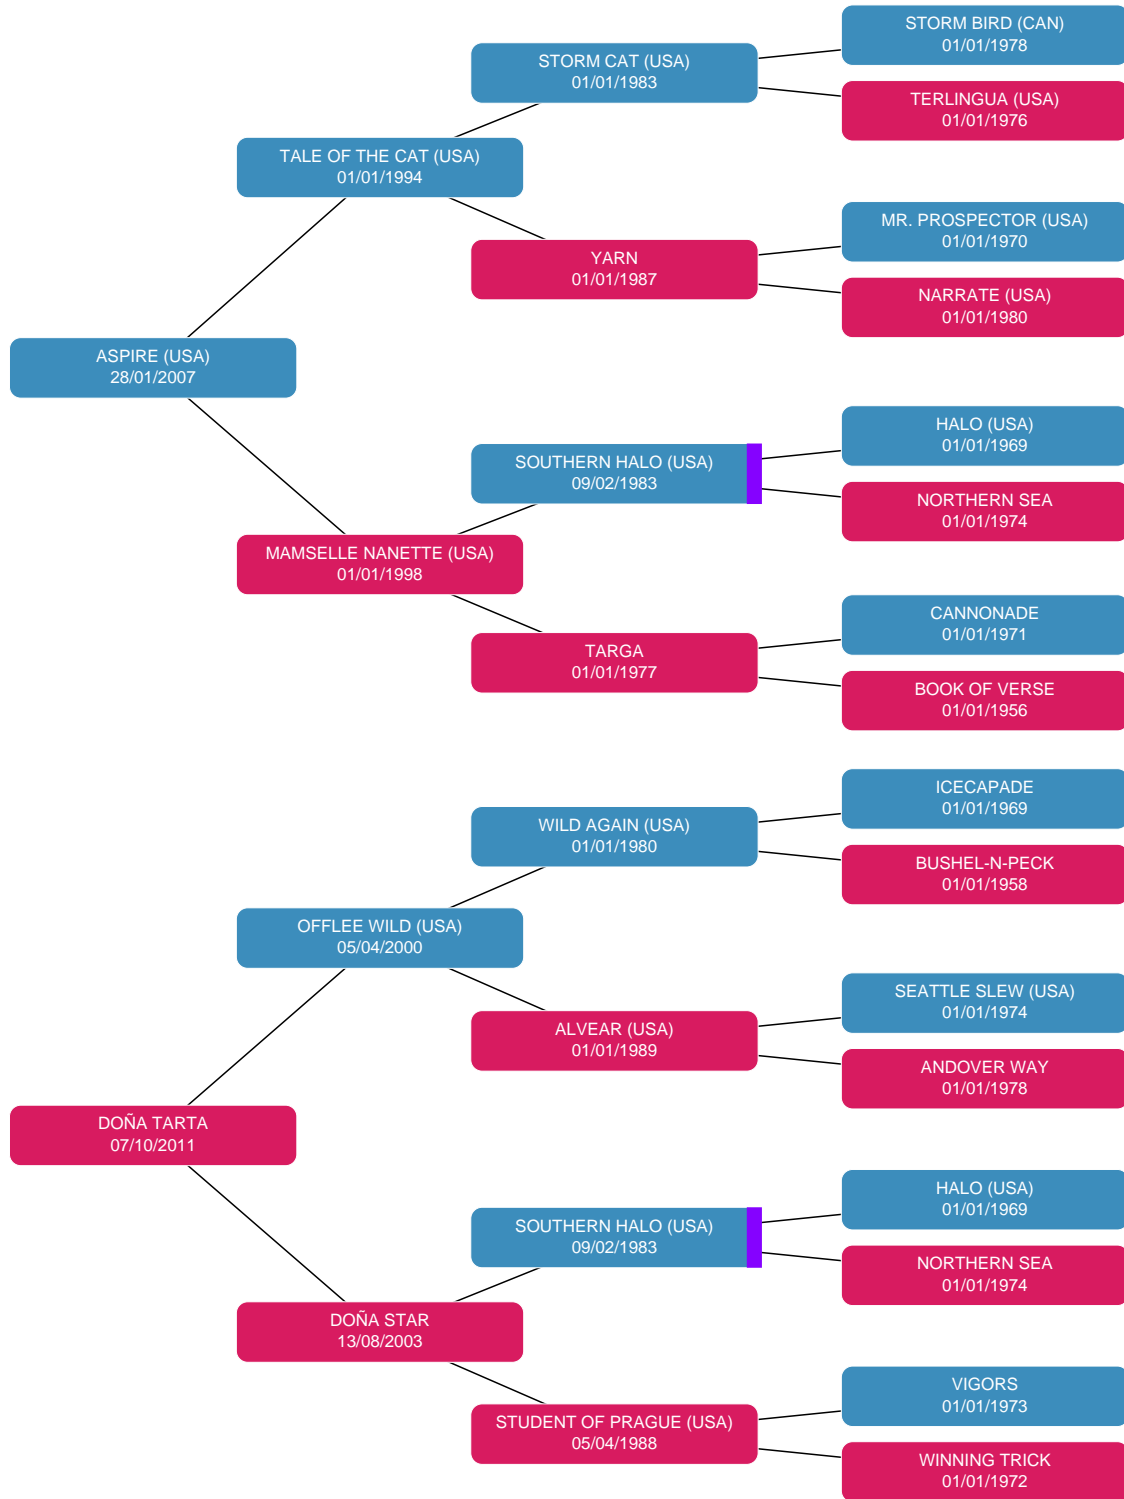 STORM BIRD (CAN)
01/01/1978
STORM CAT (USA)
01/01/1983
TERLINGUA (USA)
01/01/1976
TALE OF THE CAT (USA)
01/01/1994
MR. PROSPECTOR (USA)
01/01/1970
YARN
01/01/1987
NARRATE (USA)
01/01/1980
ASPIRE (USA)
28/01/2007
HALO (USA)
01/01/1969
SOUTHERN HALO (USA)
09/02/1983
NORTHERN SEA
01/01/1974
MAMSELLE NANETTE (USA)
01/01/1998
CANNONADE
01/01/1971
TARGA
01/01/1977
BOOK OF VERSE
01/01/1956
ICECAPADE
01/01/1969
WILD AGAIN (USA)
01/01/1980
BUSHEL-N-PECK
01/01/1958
OFFLEE WILD (USA)
05/04/2000
SEATTLE SLEW (USA)
01/01/1974
ALVEAR (USA)
01/01/1989
ANDOVER WAY
01/01/1978
DOÑA TARTA
07/10/2011
HALO (USA)
01/01/1969
SOUTHERN HALO (USA)
09/02/1983
NORTHERN SEA
01/01/1974
DOÑA STAR
13/08/2003
VIGORS
01/01/1973
STUDENT OF PRAGUE (USA)
05/04/1988
WINNING TRICK
01/01/1972